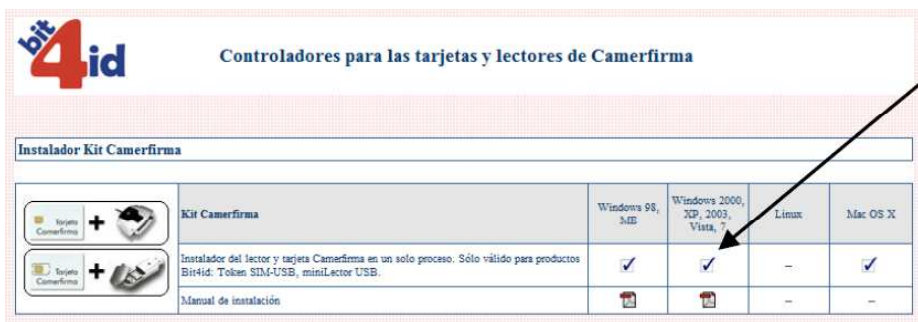 bit
4id
Controladores para las tarjetas y lectores de Camerfirma
Instalador Kit Camerfirma
Tarjeta
Camerfirma
+
Kit Camerfirma
Windows 98,
ME
Windows 2000,
XP, 2003,
Vista, 7
Linux
Mac OS X
Tarjeta
Camerfirma
+
Instalador del lector y tarjeta Camerfirma en un solo proceso. Sólo válido para productos
Bit4id: Token SIM-USB, miniLector USB.
–
Manual de instalación
–
–